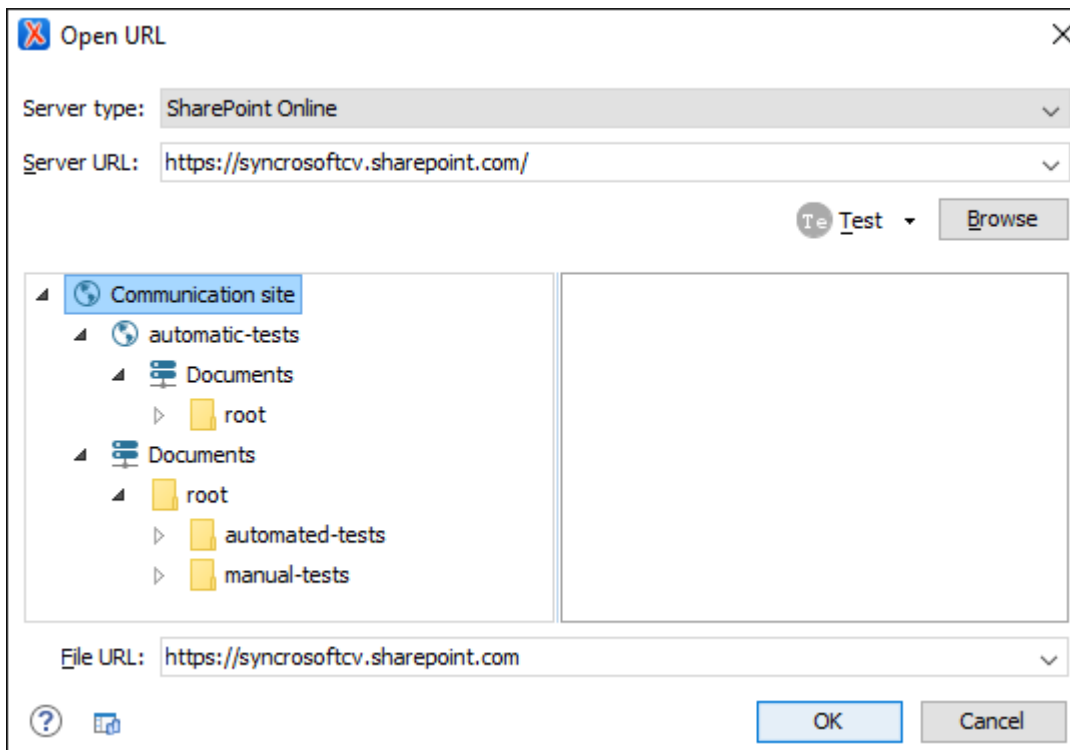 Open URL
Server type: SharePoint Online
Server URL: https://syncrosoftcv.sharepoint.com/
Te Test Browse
Communication site
automatic-tests
Documents
root
Documents
root
automated-tests
manual-tests
File URL: https://syncrosoftcv.sharepoint.com
? OK Cancel